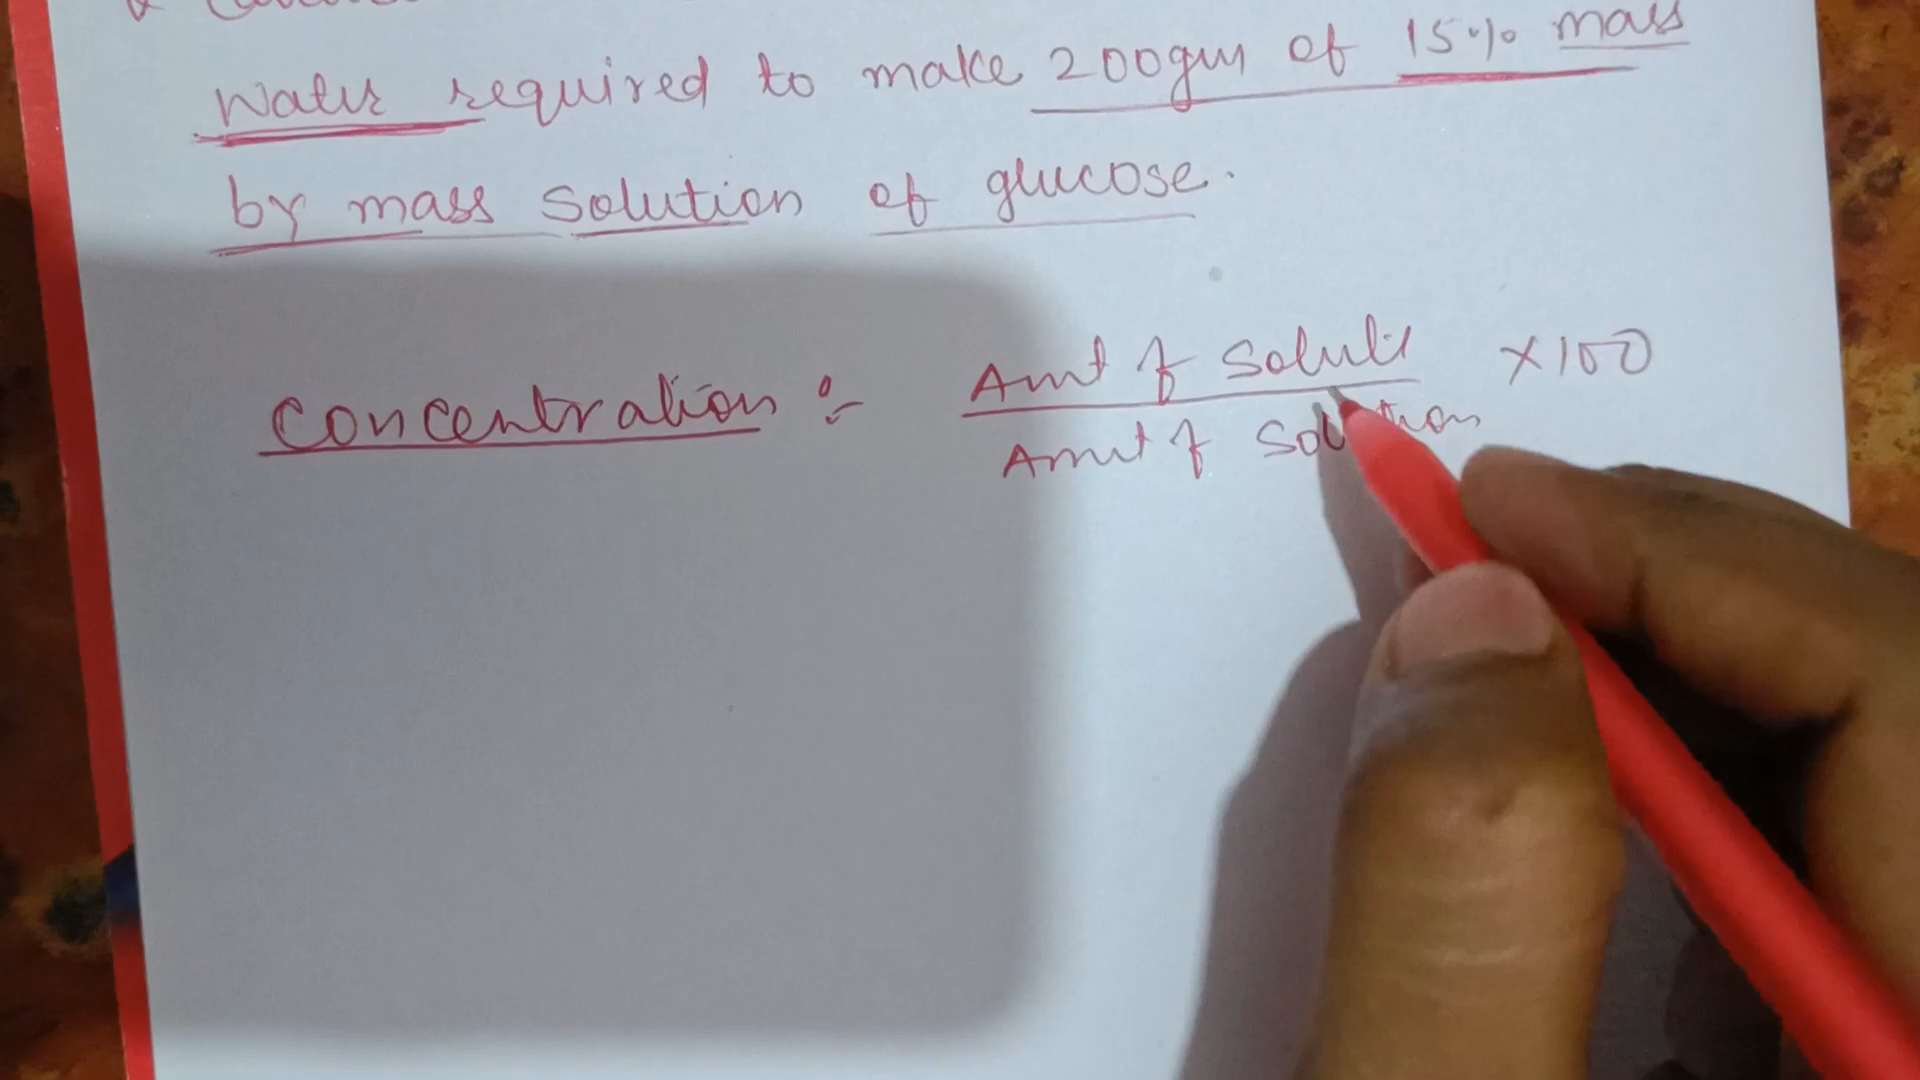 Water required to make 200gm of 15% mass
by mass solution of glucose.
Concentration :- Amt of Solute × 100
Amt of Solution